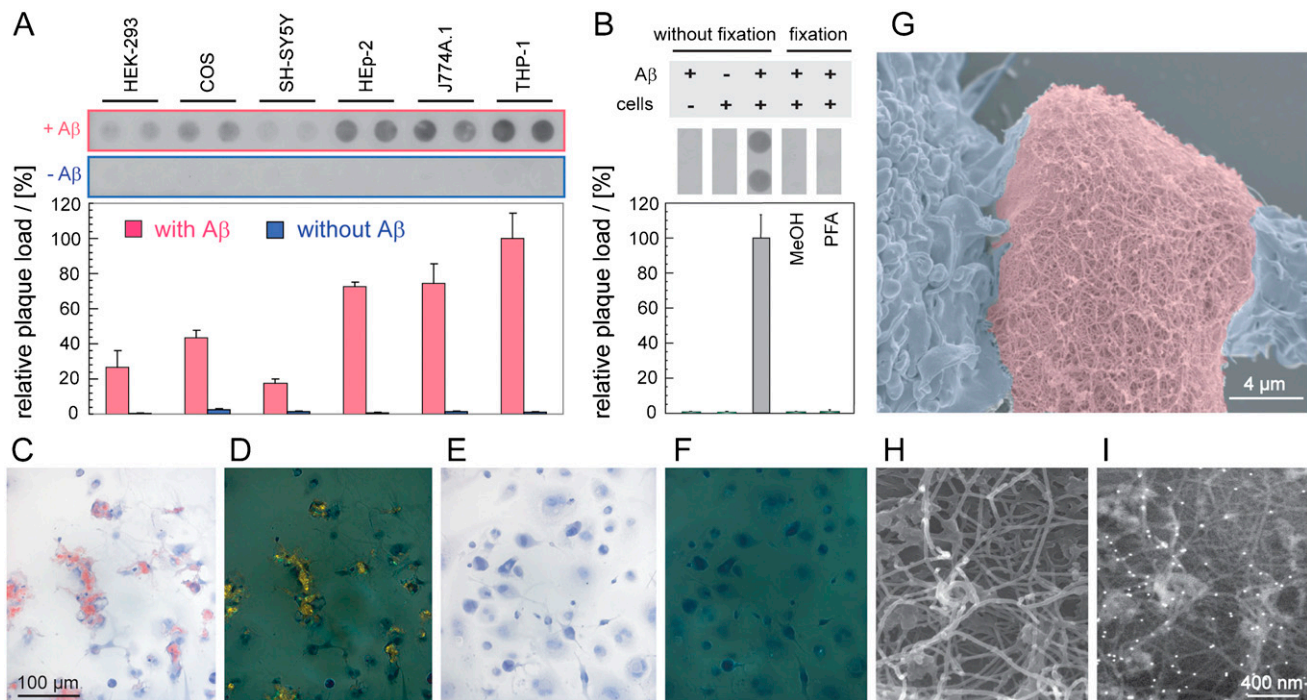 A
HEK-293
COS
SH-SY5Y
HEp-2
J774A.1
THP-1
+ Aβ
- Aβ
relative plaque load / [%]
120
100
80
60
40
20
0
with Aβ
without Aβ
B
without fixation
fixation
Aβ + - + + +
cells - + + + +
relative plaque load / [%]
120
100
80
60
40
20
0
MeOH
PFA
G
4 µm
C
100 µm
D
E
F
H
I
400 nm